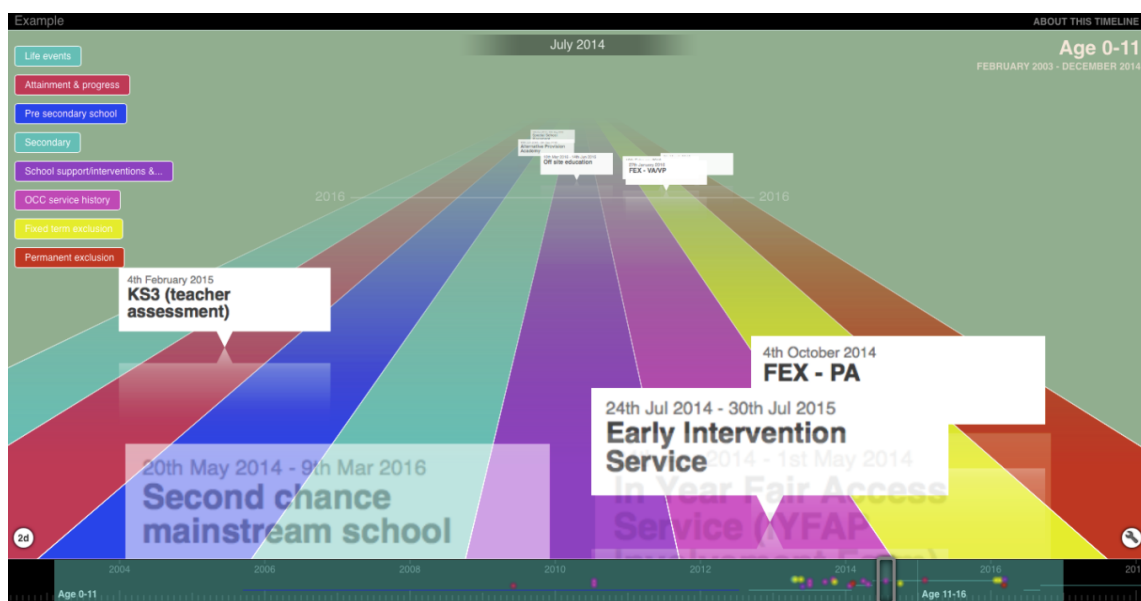 Example
ABOUT THIS TIMELINE
July 2014
Age 0-11
FEBRUARY 2003 - DECEMBER 2014
Life events
Attainment & progress
Pre secondary school
Secondary
School support/interventions &...
OCC service history
Fixed term exclusion
Permanent exclusion
Alternative Provision
Academy
Off site education
27th January 2016
FEX - VA/VP
2016
2016
4th February 2015
KS3 (teacher
assessment)
4th October 2014
FEX - PA
24th Jul 2014 - 30th Jul 2015
Early Intervention
Service
20th May 2014 - 9th Mar 2016
Second chance
mainstream school
2014 - 1st May 2014
In Year Fair Access
Service (IYFAP
2d
2004
2006
2008
2010
2012
2014
2016
201
Age 0-11
Age 11-16